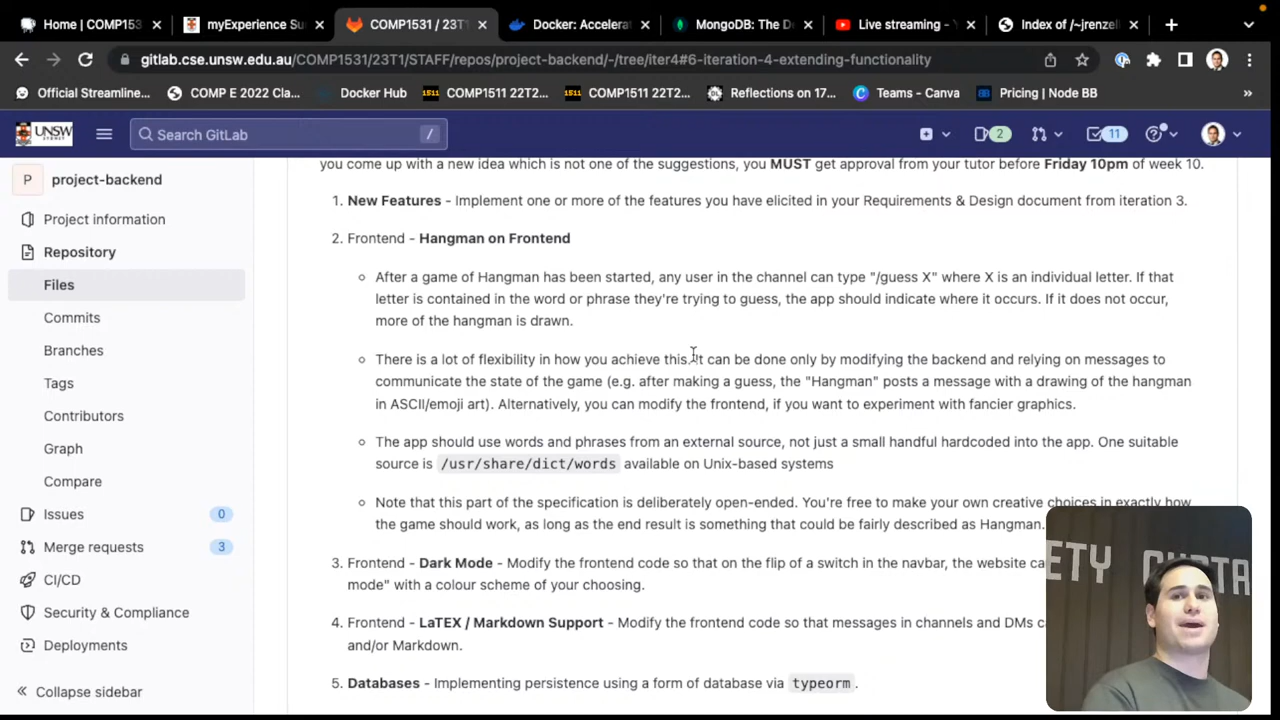 Home | COMP153
myExperience Su
COMP1531 / 23T1
Docker: Accelera
MongoDB: The D
Live streaming -
Index of /~jrenzel
gitlab.cse.unsw.edu.au/COMP1531/23T1/STAFF/repos/project-backend/-/tree/iter4#6-iteration-4-extending-functionality
Official Streamline...
COMP E 2022 Cla...
Docker Hub
COMP1511 22T2...
COMP1511 22T2...
Reflections on 17...
Teams - Canva
Pricing | Node BB
»
UNSW
Search GitLab
/
2
11
P project-backend
Project information
Repository
Files
Commits
Branches
Tags
Contributors
Graph
Compare
Issues 0
Merge requests 3
CI/CD
Security & Compliance
Deployments
Collapse sidebar
you come up with a new idea which is not one of the suggestions, you MUST get approval from your tutor before Friday 10pm of week 10.
1. New Features - Implement one or more of the features you have elicited in your Requirements & Design document from iteration 3.
2. Frontend - Hangman on Frontend
After a game of Hangman has been started, any user in the channel can type "/guess X" where X is an individual letter. If that
letter is contained in the word or phrase they're trying to guess, the app should indicate where it occurs. If it does not occur,
more of the hangman is drawn.
There is a lot of flexibility in how you achieve this. It can be done only by modifying the backend and relying on messages to
communicate the state of the game (e.g. after making a guess, the "Hangman" posts a message with a drawing of the hangman
in ASCII/emoji art). Alternatively, you can modify the frontend, if you want to experiment with fancier graphics.
The app should use words and phrases from an external source, not just a small handful hardcoded into the app. One suitable
source is /usr/share/dict/words available on Unix-based systems
Note that this part of the specification is deliberately open-ended. You're free to make your own creative choices in exactly how
the game should work, as long as the end result is something that could be fairly described as Hangman.
3. Frontend - Dark Mode - Modify the frontend code so that on the flip of a switch in the navbar, the website ca
mode" with a colour scheme of your choosing.
4. Frontend - LaTEX / Markdown Support - Modify the frontend code so that messages in channels and DMs c
and/or Markdown.
5. Databases - Implementing persistence using a form of database via typeorm.